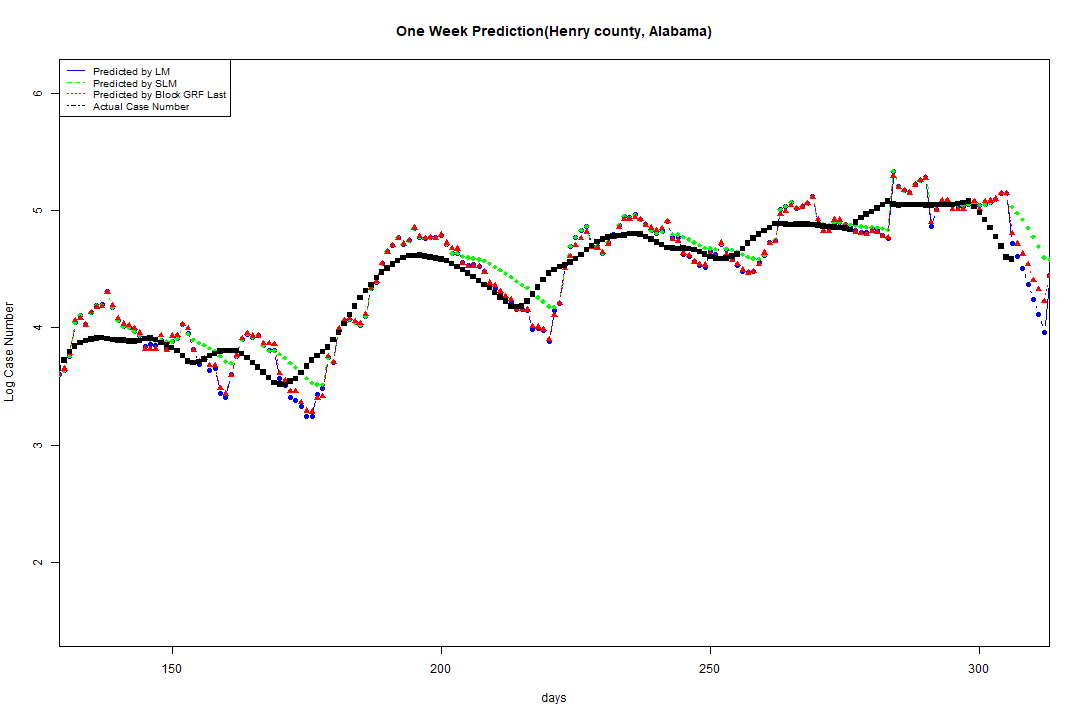 One Week Prediction(Henry county, Alabama)
Predicted by LM
Predicted by SLM
Predicted by Block GRF Last
Actual Case Number
6
5
4
3
2
Log Case Number
150
200
250
300
days